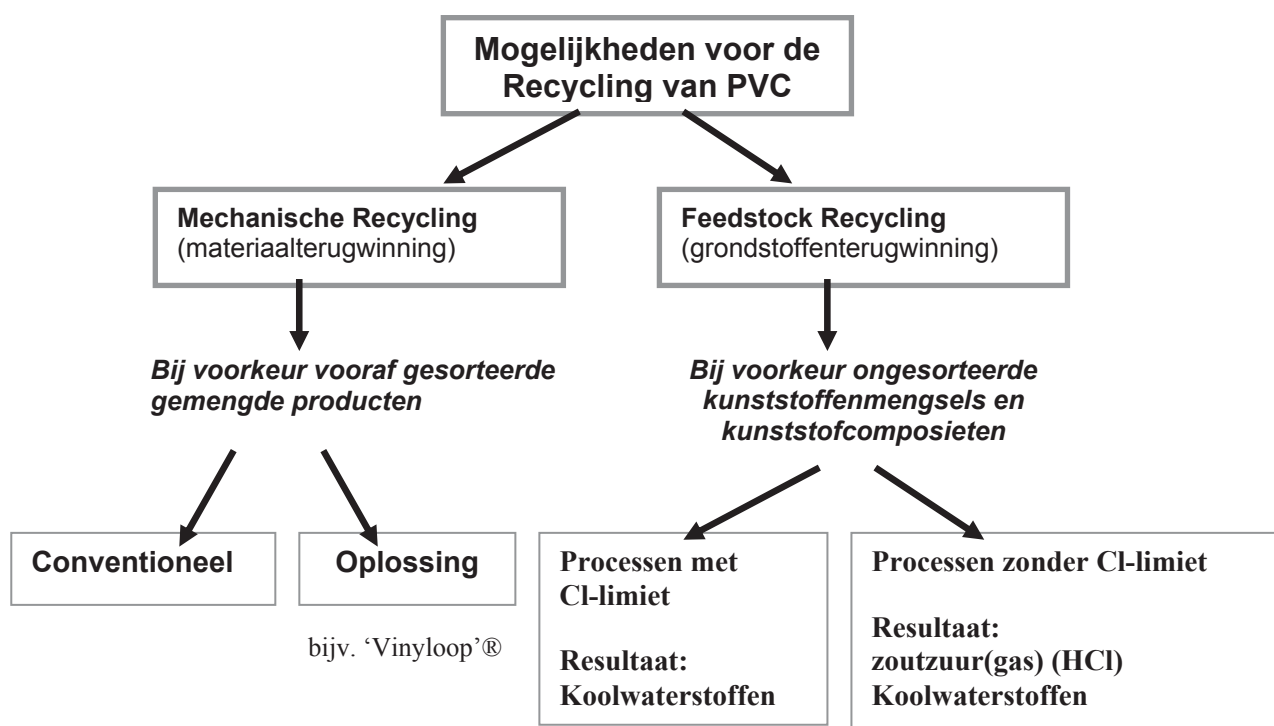 Mogelijkheden voor de
Recycling van PVC
Mechanische Recycling
(materiaalterugwinning)
Feedstock Recycling
(grondstoffenterugwinning)
Bij voorkeur vooraf gesorteerde
gemengde producten
Bij voorkeur ongesorteerde
kunststoffenmengsels en
kunststofcomposieten
Conventioneel
Oplossing
bijv. ‘Vinyloop’®
Processen met
Cl-limiet
Resultaat:
Koolwaterstoffen
Processen zonder Cl-limiet
Resultaat:
zoutzuur(gas) (HCl)
Koolwaterstoffen